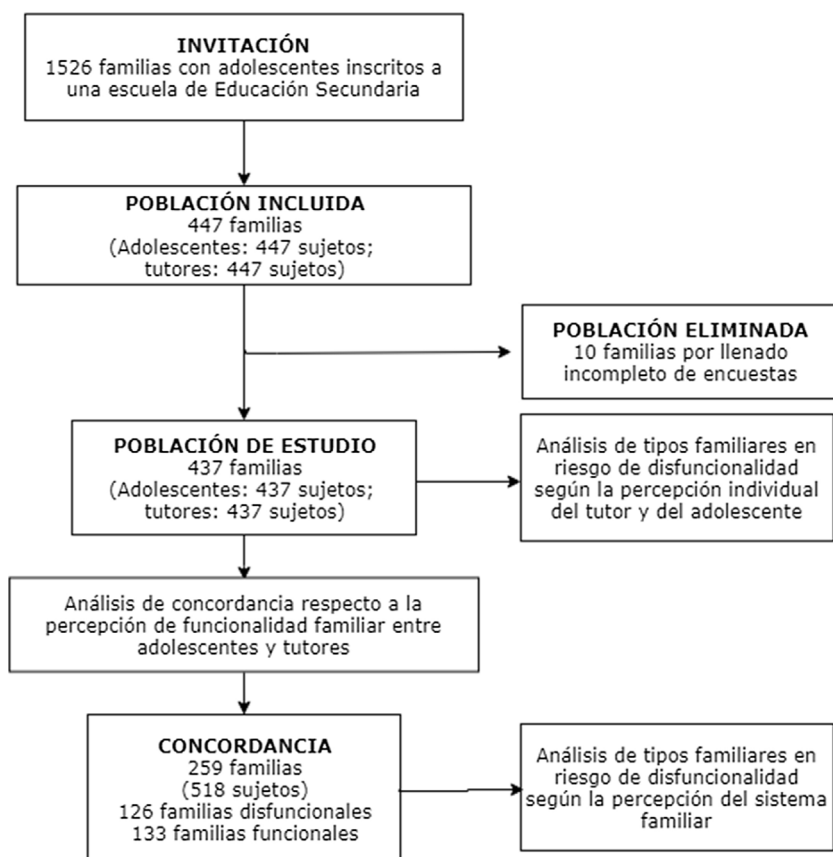 INVITACIÓN
1526 familias con adolescentes inscritos a
una escuela de Educación Secundaria
POBLACIÓN INCLUIDA
447 familias
(Adolescentes: 447 sujetos;
tutores: 447 sujetos)
POBLACIÓN ELIMINADA
10 familias por llenado
incompleto de encuestas
POBLACIÓN DE ESTUDIO
437 familias
(Adolescentes: 437 sujetos;
tutores: 437 sujetos)
Análisis de tipos familiares en
riesgo de disfuncionalidad
según la percepción individual
del tutor y del adolescente
Análisis de concordancia respecto a la
percepción de funcionalidad familiar entre
adolescentes y tutores
CONCORDANCIA
259 familias
(518 sujetos)
126 familias disfuncionales
133 familias funcionales
Análisis de tipos familiares en
riesgo de disfuncionalidad
según la percepción del sistema
familiar